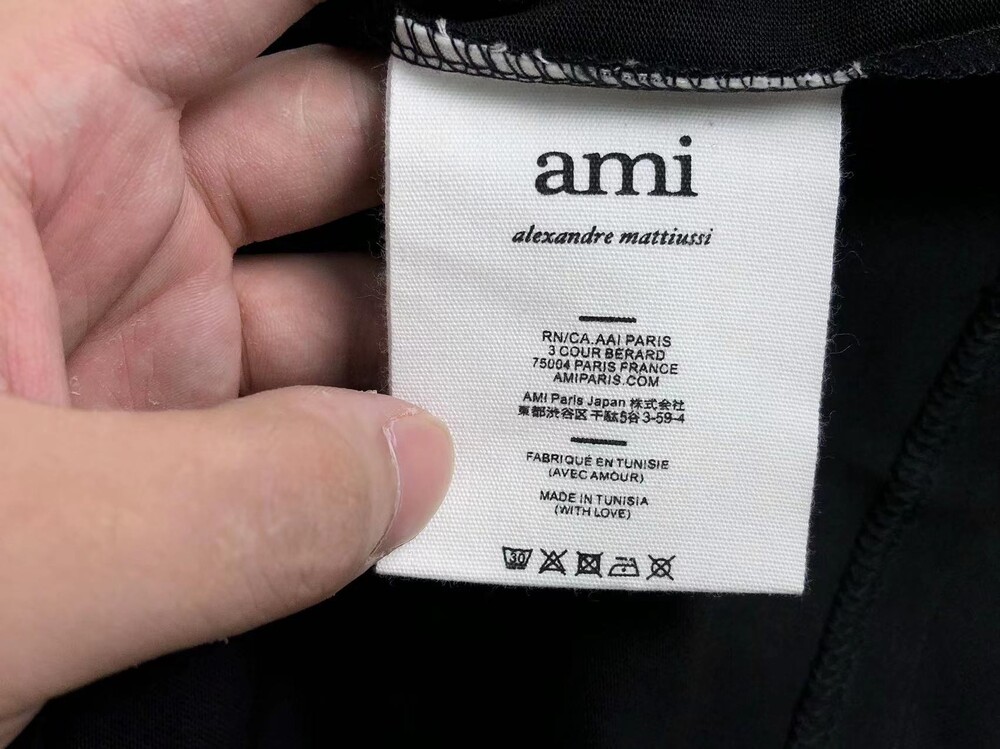 ami
alexandre mattiussi
RN/CA.AAI PARIS
3 COUR BÉRARD
75004 PARIS FRANCE
AMIPARIS.COM
AMI Paris Japan 株式会社
東都渋谷区千駄5谷3-59-4
FABRIQUÉ EN TUNISIE
(AVEC AMOUR)
MADE IN TUNISIA
(WITH LOVE)
30